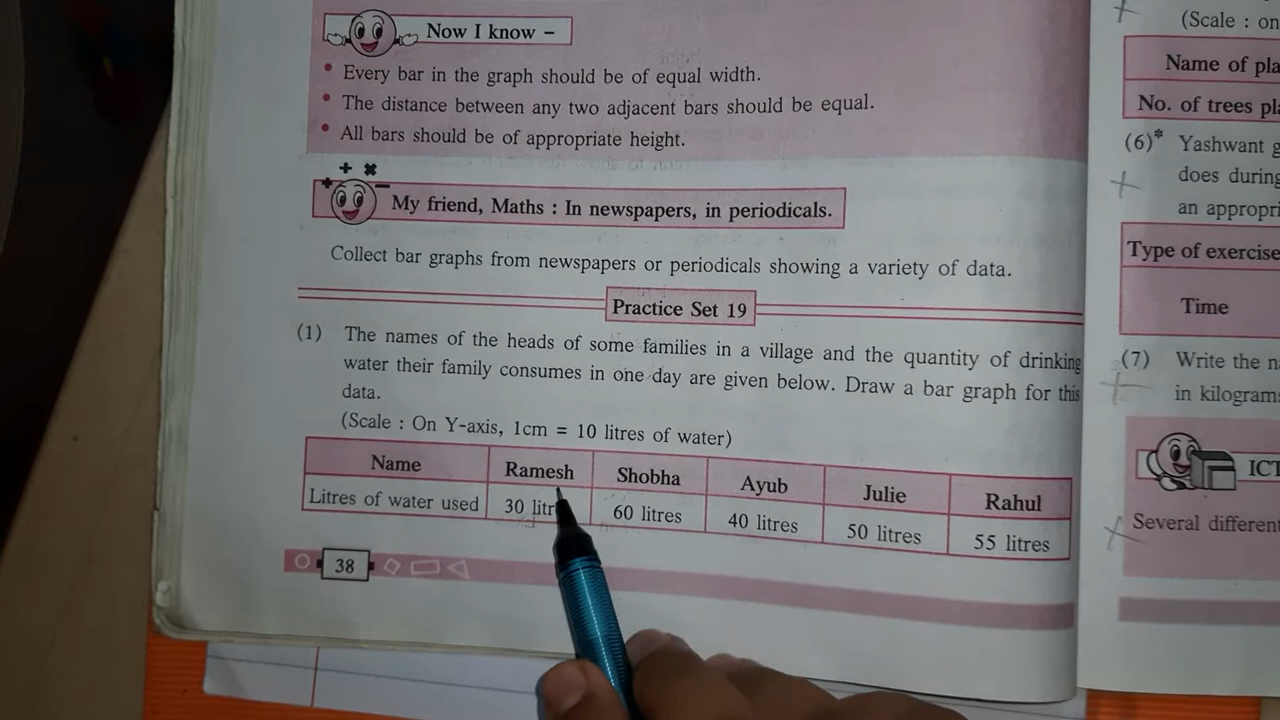 Now I know –
• Every bar in the graph should be of equal width.
• The distance between any two adjacent bars should be equal.
• All bars should be of appropriate height.
My friend, Maths : In newspapers, in periodicals.
Collect bar graphs from newspapers or periodicals showing a variety of data.
Practice Set 19
(1) The names of the heads of some families in a village and the quantity of drinking
water their family consumes in one day are given below. Draw a bar graph for this
data.
(Scale : On Y-axis, 1cm = 10 litres of water)
Name Ramesh Shobha Ayub Julie Rahul
Litres of water used 30 60 litres 40 litres 50 litres 55 litres
38
(Scale : on
Name of
No. of trees
(6)* Yashwant
does during
an
Type of exercise
Time
(7) Write the
in
ICT
Several different